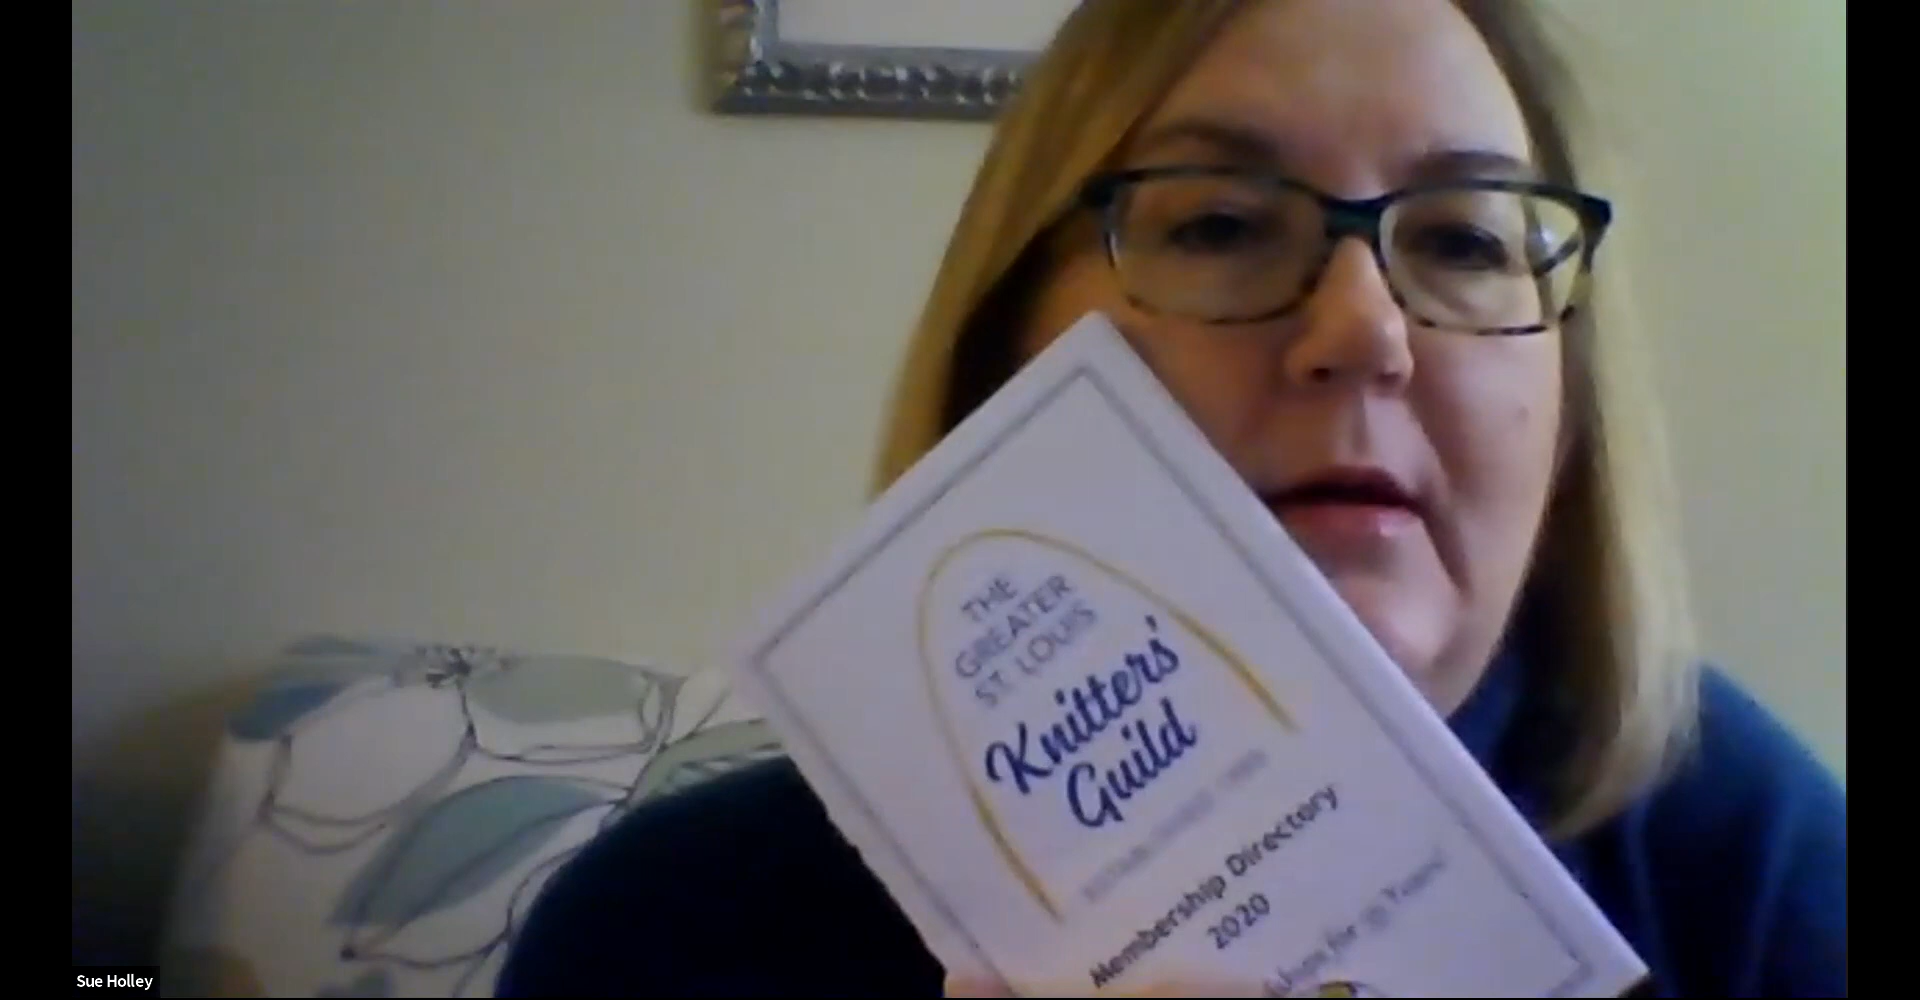 THE
GREATER
ST LOUIS
Knitters'
Guild
Membership Directory
2020
Sue Holley